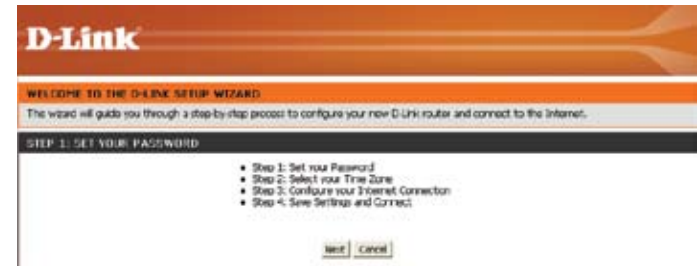 D-Link
WELCOME TO THE D-LINK SETUP WIZARD
The wizard will guide you through a step-by-step process to configure your new D-Link router and connect to the Internet.
STEP 1: SET YOUR PASSWORD
• Step 1: Set your Password
• Step 2: Select your Time Zone
• Step 3: Configure your Internet Connection
• Step 4: Save Settings and Connect
Next Cancel